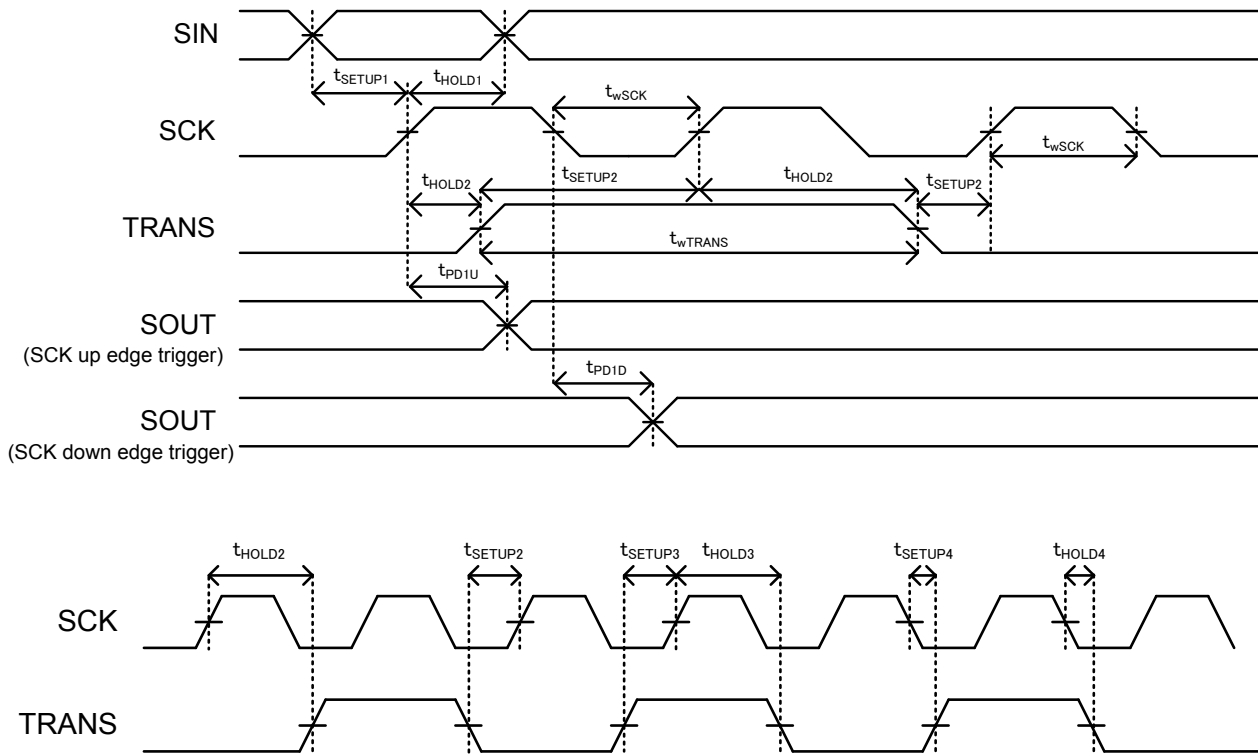 SIN
tSETUP1 tHOLD1 twSCK
SCK
twSCK
tHOLD2 tSETUP2 tHOLD2 tSETUP2
TRANS
twTRANS
tPD1U
SOUT
(SCK up edge trigger)
tPD1D
SOUT
(SCK down edge trigger)
tHOLD2 tSETUP2 tSETUP3 tHOLD3 tSETUP4 tHOLD4
SCK
TRANS